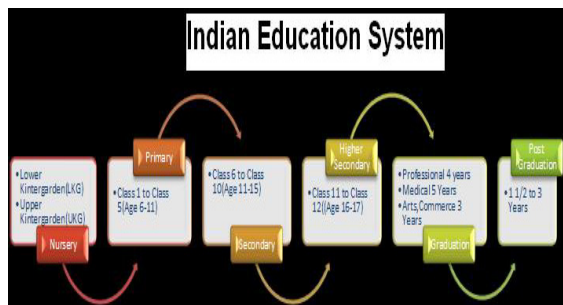 Indian Education System
•Lower
Kintergarden(LKG)
•Upper
Kintergarden(UKG)
Nursery
Primary
•Class 1 to Class
5(Age 6-11)
•Class 6 to Class
10(Age 11-15)
Secondary
Higher
Secondary
•Class 11 to Class
12((Age 16-17)
•Professional 4 years
•Medical 5 Years
•Arts,Commerce 3
Years
Graduation
Post
Graduation
•1 1/2 to 3
Years